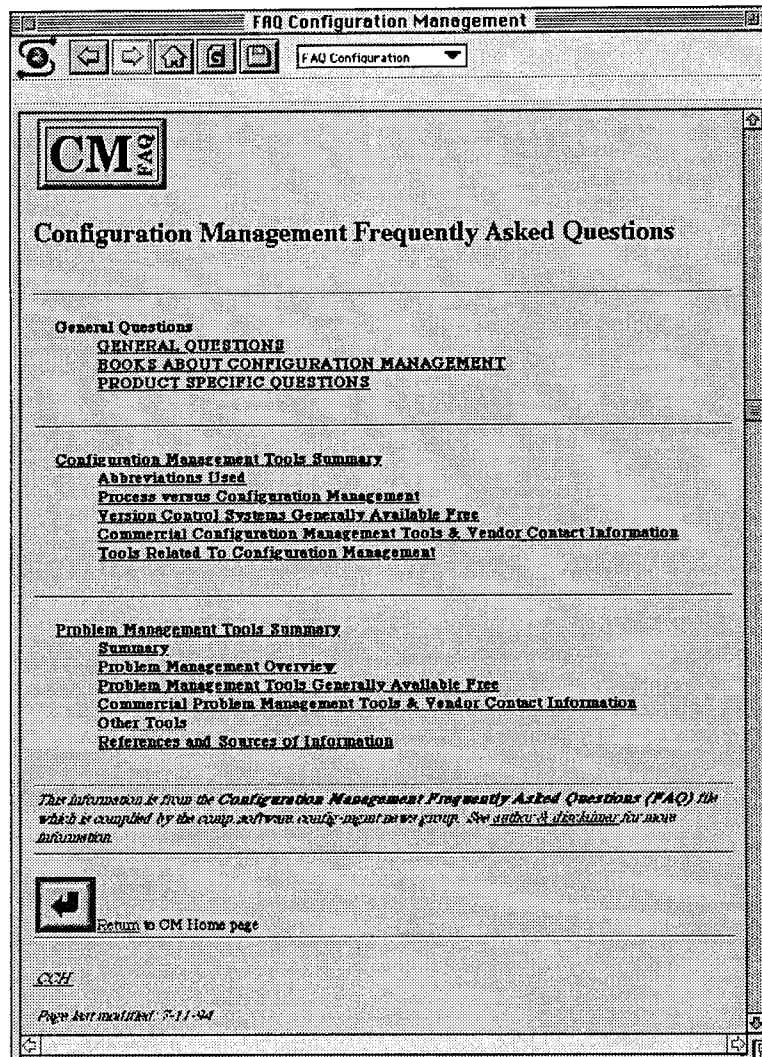 FAQ Configuration Management
FAQ Configuration
CM FAQ
Configuration Management Frequently Asked Questions
General Questions
GENERAL QUESTIONS
BOOKS ABOUT CONFIGURATION MANAGEMENT
PRODUCT SPECIFIC QUESTIONS
Configuration Management Tools Summary
Abbreviations Used
Process versus Configuration Management
Version Control Systems Generally Available Free
Commercial Configuration Management Tools & Vendor Contact Information
Tools Related To Configuration Management
Problem Management Tools Summary
Summary
Problem Management Overview
Problem Management Tools Generally Available Free
Commercial Problem Management Tools & Vendor Contact Information
Other Tools
References and Sources of Information
This information is from the Configuration Management Frequently Asked Questions (FAQ) file
which is compiled by the comp.software.config-mgmt news group. See author & disclaimer for more
information.
Return to CM Home page
CCH
Page last modified: 7-11-94